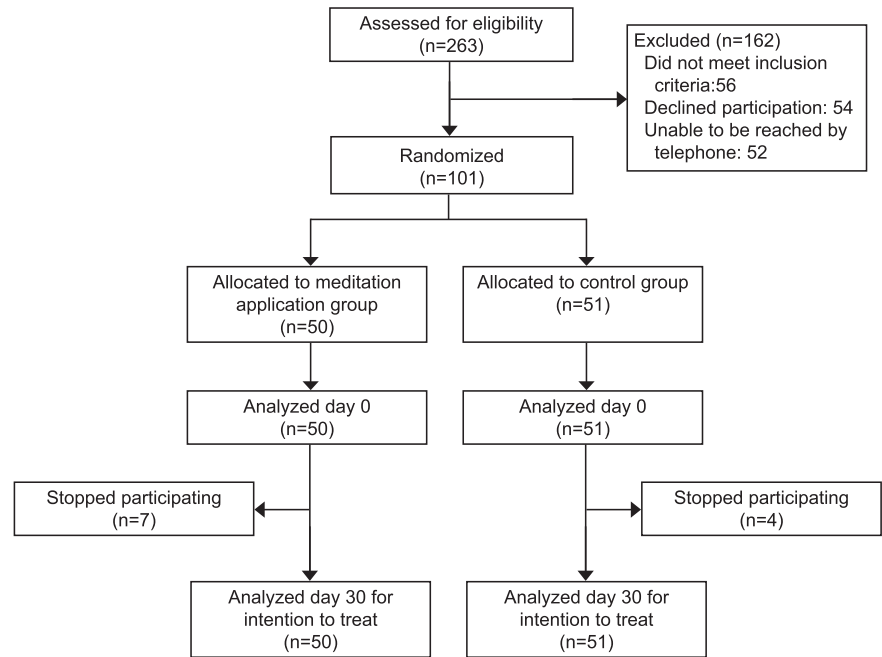 Assessed for eligibility
(n=263)
Excluded (n=162)
Did not meet inclusion
criteria:56
Declined participation: 54
Unable to be reached by
telephone: 52
Randomized
(n=101)
Allocated to meditation
application group
(n=50)
Allocated to control group
(n=51)
Analyzed day 0
(n=50)
Analyzed day 0
(n=51)
Stopped participating
(n=7)
Stopped participating
(n=4)
Analyzed day 30 for
intention to treat
(n=50)
Analyzed day 30 for
intention to treat
(n=51)